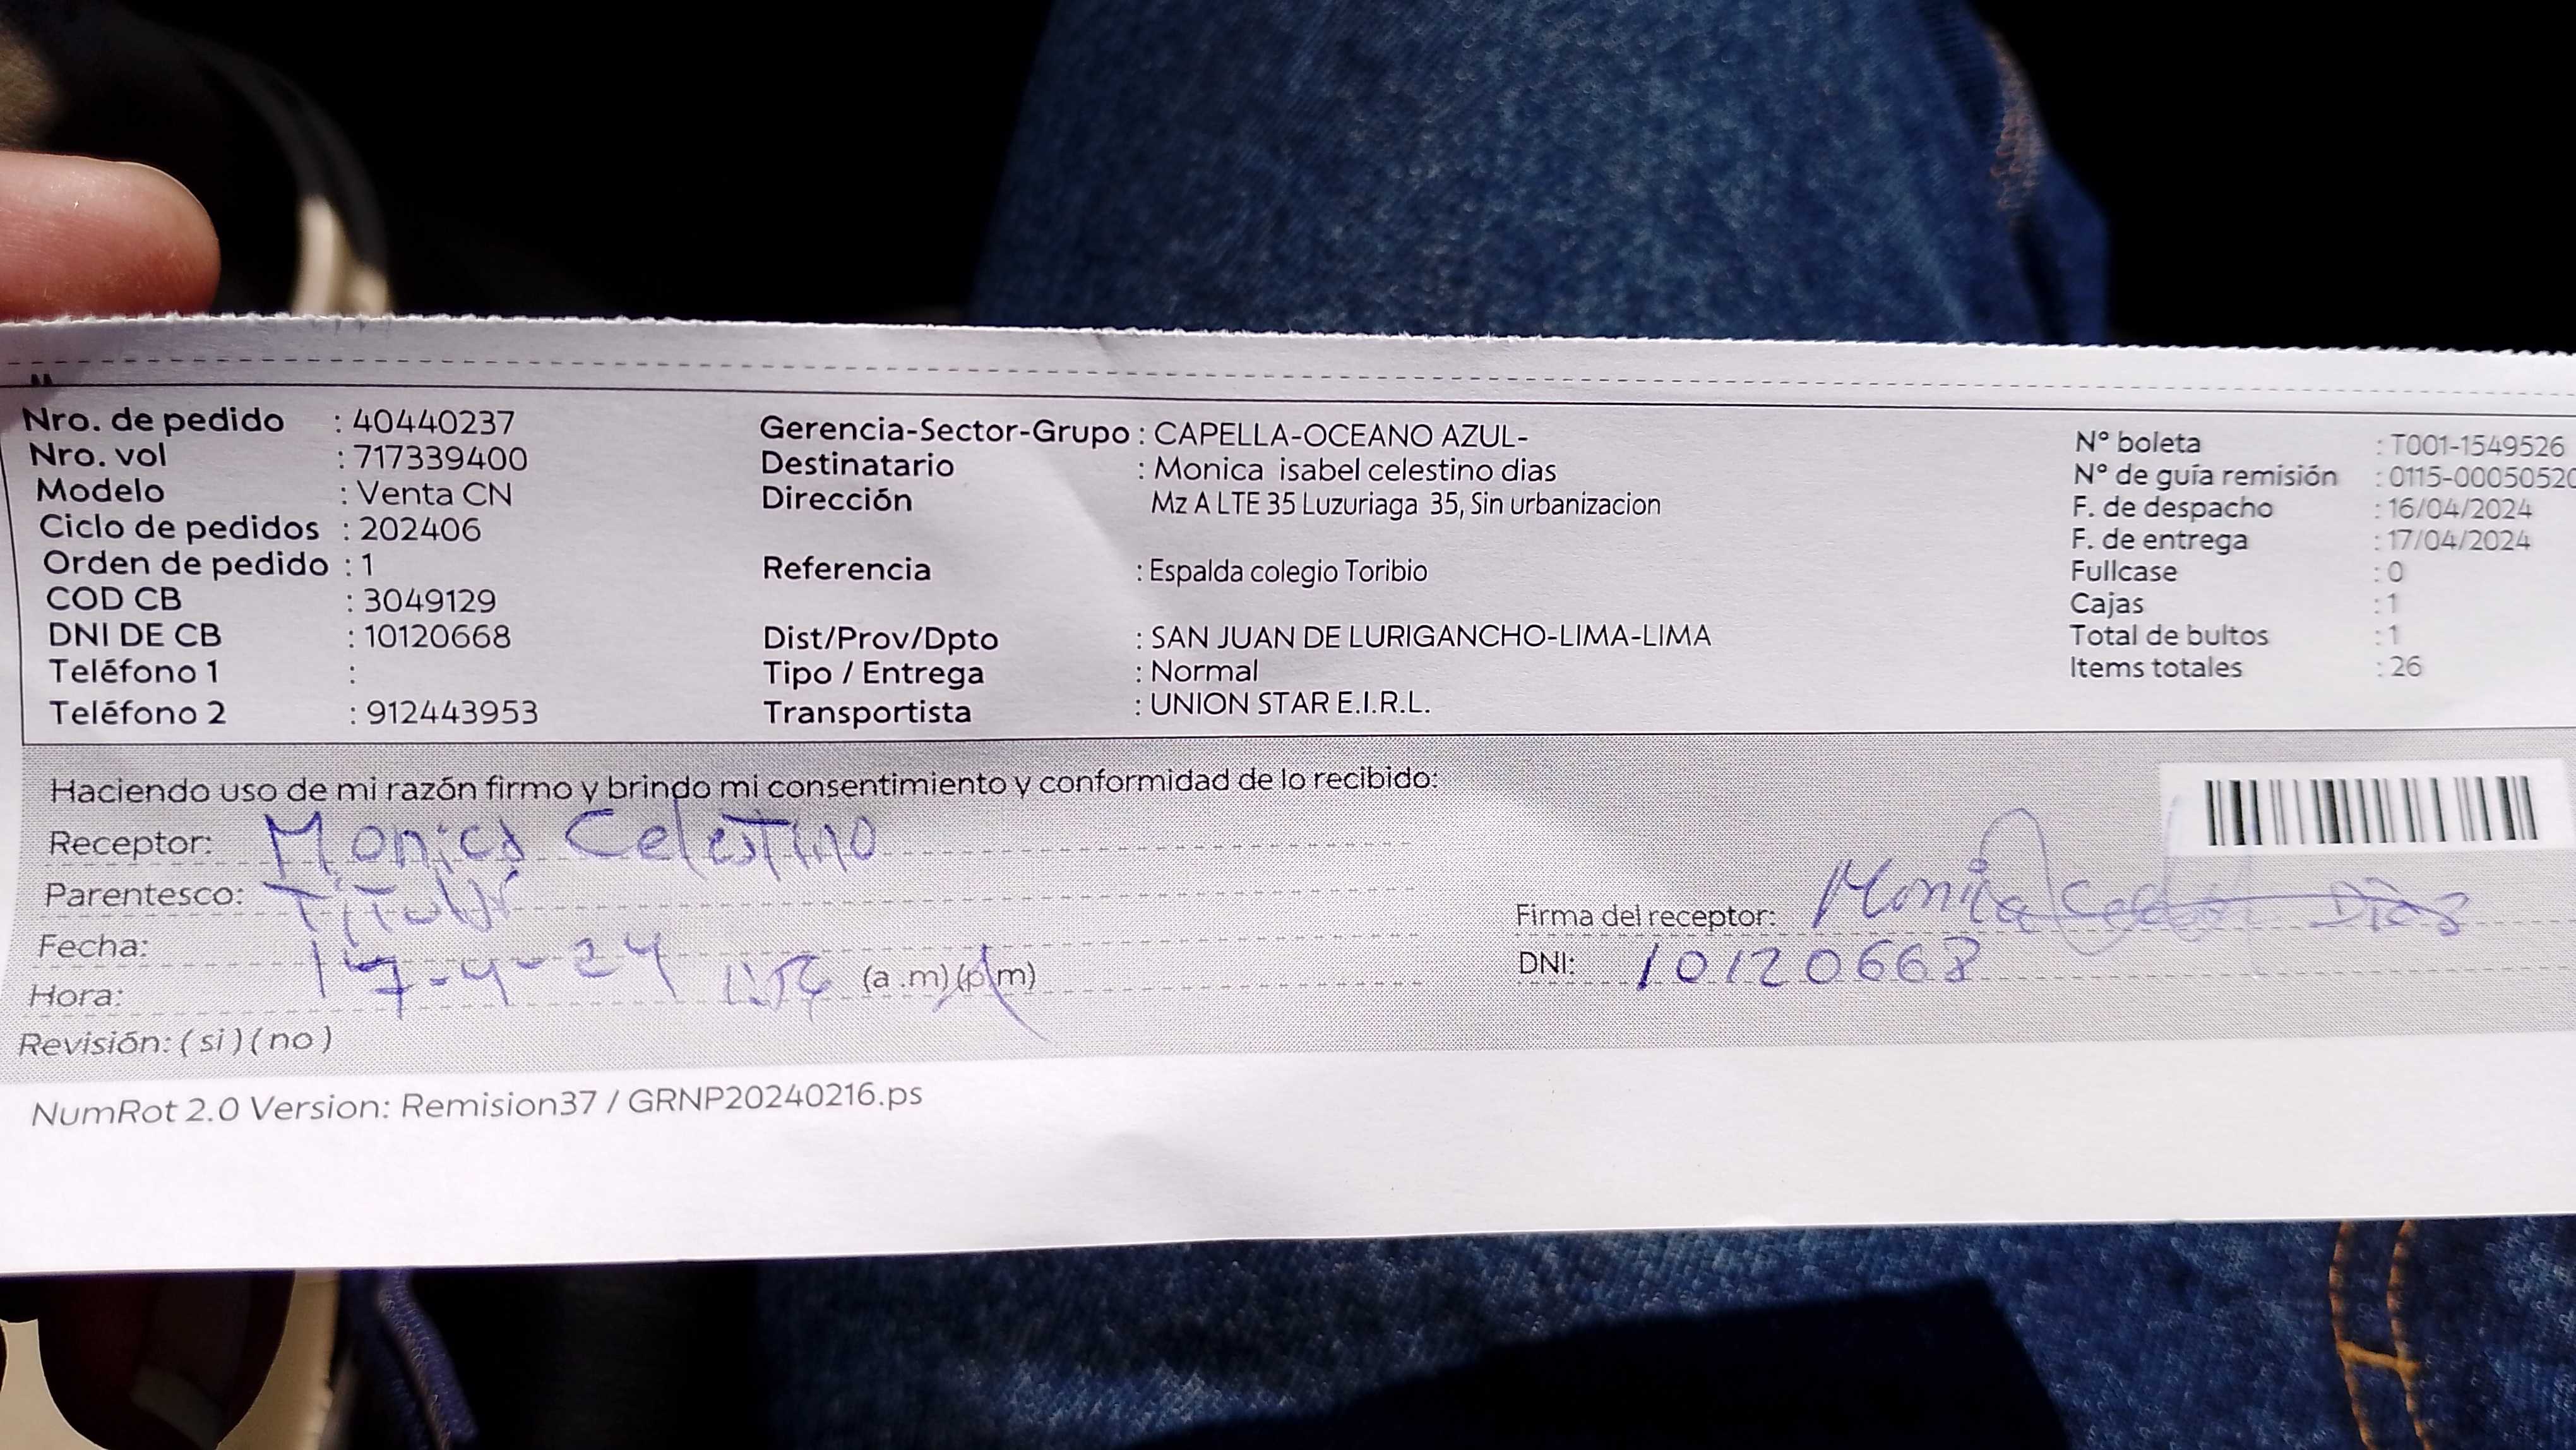 Nro. de pedido : 40440237
Nro. vol : 717339400
Modelo : Venta CN
Ciclo de pedidos : 202406
Orden de pedido : 1
COD CB : 3049129
DNI DE CB : 10120668
Teléfono 1 :
Teléfono 2 : 912443953
Gerencia-Sector-Grupo : CAPELLA-OCEANO AZUL-
Destinatario : Monica isabel celestino dias
Dirección Mz A LTE 35 Luzuriaga 35, Sin urbanizacion
Referencia : Espalda colegio Toribio
Dist/Prov/Dpto : SAN JUAN DE LURIGANCHO-LIMA-LIMA
Tipo / Entrega : Normal
Transportista : UNION STAR E.I.R.L.
N° boleta : T001-1549526
N° de guía remisión : 0115-00050520
F. de despacho : 16/04/2024
F. de entrega : 17/04/2024
Fullcase : 0
Cajas : 1
Total de bultos : 1
Items totales : 26
Haciendo uso de mi razón firmo y brindo mi consentimiento y conformidad de lo recibido:
Receptor: Monica Celestino
Parentesco: Titular
Fecha: 17-4-24
Hora: (a.m) (p.m)
Revisión: ( si ) ( no )
Firma del receptor: Monica Dias
DNI: 10120668
NumRot 2.0 Version: Remision37 / GRNP20240216.ps